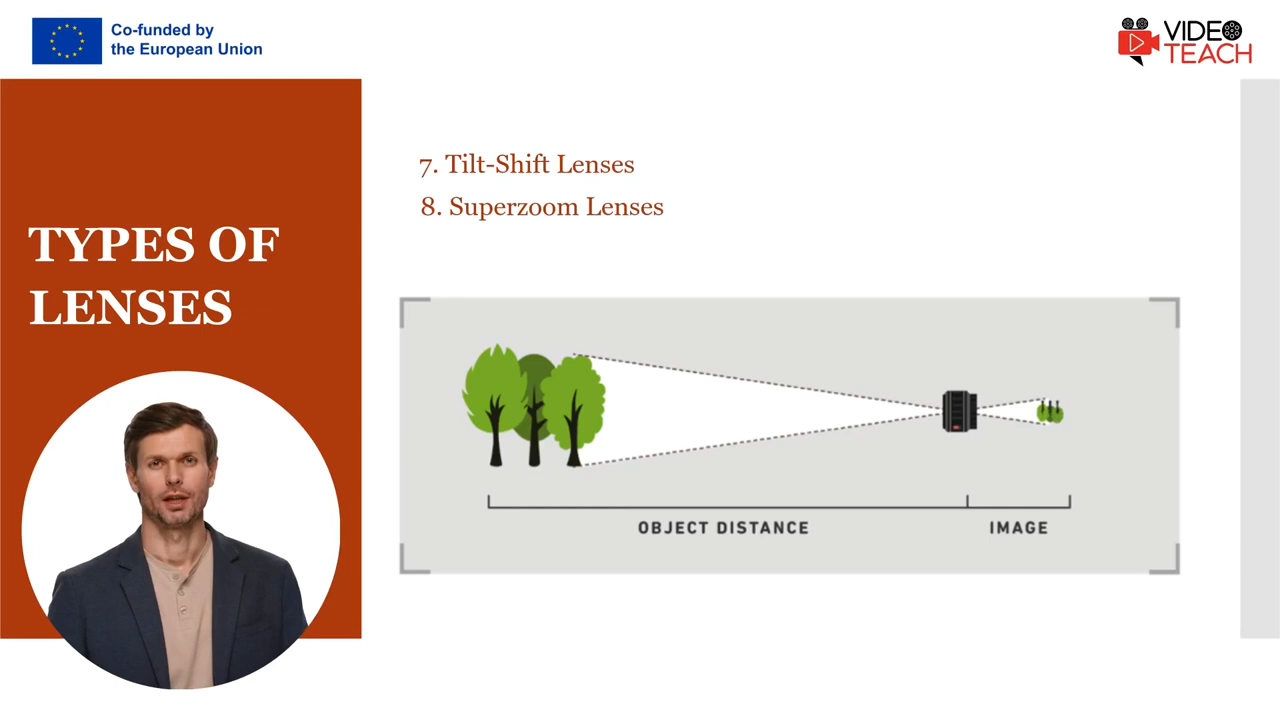 Co-funded by
the European Union
VIDEO
TEACH
TYPES OF
LENSES
7. Tilt-Shift Lenses
8. Superzoom Lenses
OBJECT DISTANCE
IMAGE